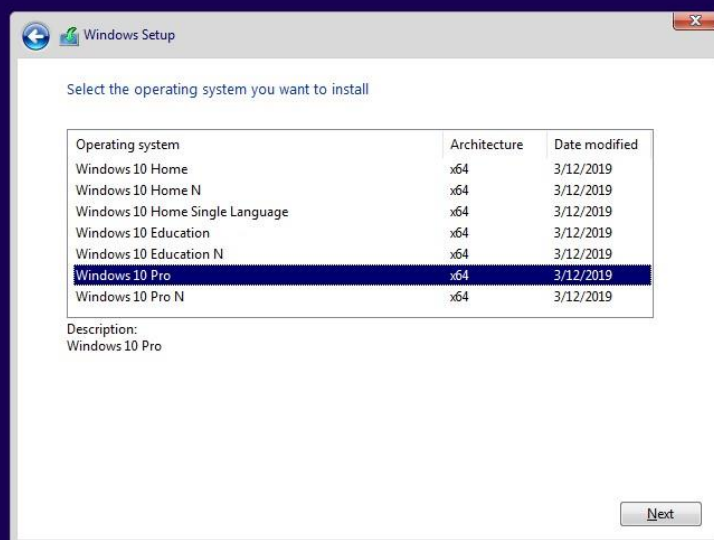 Windows Setup
Select the operating system you want to install
Operating system Architecture Date modified
Windows 10 Home x64 3/12/2019
Windows 10 Home N x64 3/12/2019
Windows 10 Home Single Language x64 3/12/2019
Windows 10 Education x64 3/12/2019
Windows 10 Education N x64 3/12/2019
Windows 10 Pro x64 3/12/2019
Windows 10 Pro N x64 3/12/2019
Description:
Windows 10 Pro
Next